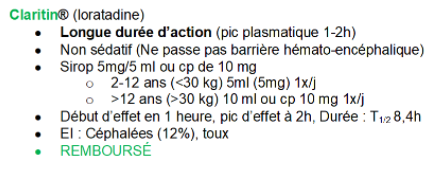 Claritin® (loratadine)
• Longue durée d'action (pic plasmatique 1-2h)
• Non sédatif (Ne passe pas barrière hémato-encéphalique)
• Sirop 5mg/5 ml ou cp de 10 mg
o 2-12 ans (<30 kg) 5ml (5mg) 1x/j
o >12 ans (>30 kg) 10 ml ou cp 10 mg 1x/j
• Début d'effet en 1 heure, pic d'effet à 2h, Durée : T1/2 8,4h
• EI : Céphalées (12%), toux
• REMBOURSÉ